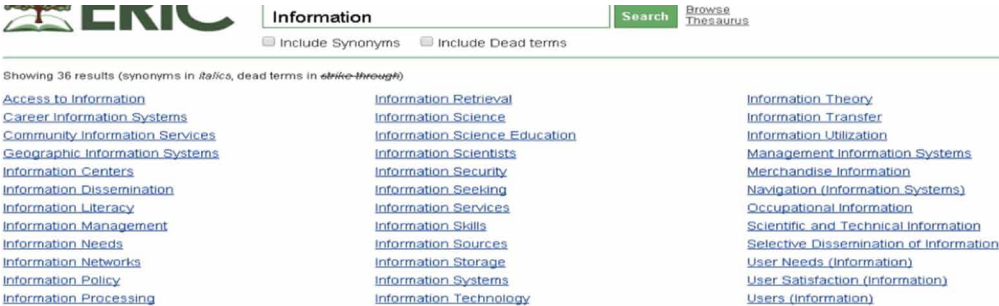 ERIC
Information
Search
Browse
Thesaurus
Include Synonyms
Include Dead terms
Showing 36 results (synonyms in italics, dead terms in strike-through)
Access to Information
Career Information Systems
Community Information Services
Geographic Information Systems
Information Centers
Information Dissemination
Information Literacy
Information Management
Information Needs
Information Networks
Information Policy
Information Processing
Information Retrieval
Information Science
Information Science Education
Information Scientists
Information Security
Information Seeking
Information Services
Information Skills
Information Sources
Information Storage
Information Systems
Information Technology
Information Theory
Information Transfer
Information Utilization
Management Information Systems
Merchandise Information
Navigation (Information Systems)
Occupational Information
Scientific and Technical Information
Selective Dissemination of Information
User Needs (Information)
User Satisfaction (Information)
Users (Information)